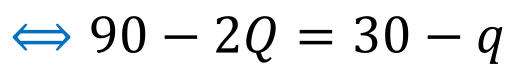 ⟺ 90 − 2Q = 30 − q